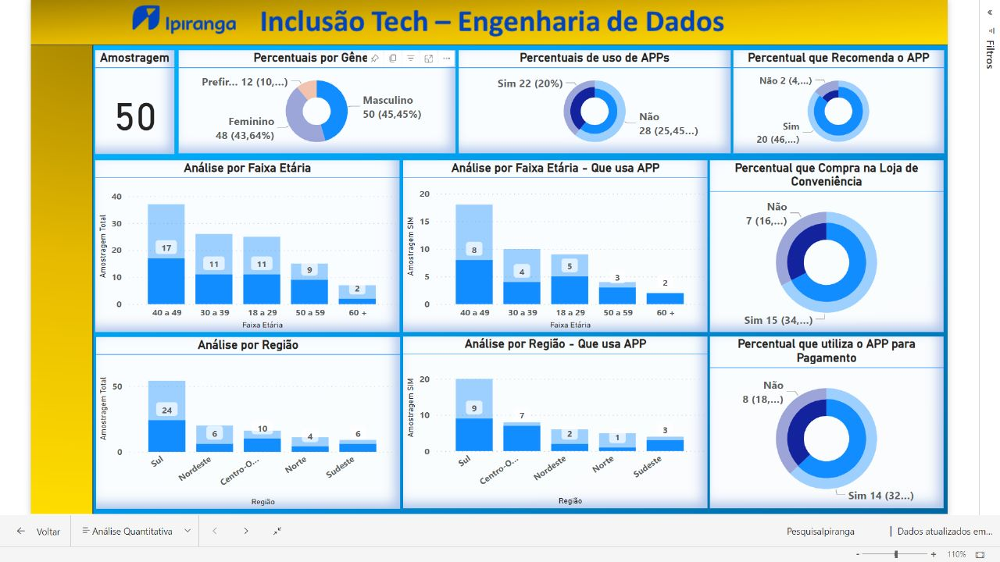 Ipiranga
Inclusão Tech – Engenharia de Dados
Amostragem
50
Percentuais por Gêne
Prefir... 12 (10,...)
Masculino
50 (45,45%)
Feminino
48 (43,64%)
Percentuais de uso de APPs
Sim 22 (20%)
Não
28 (25,45...)
Percentual que Recomenda o APP
Não 2 (4,...)
Sim
20 (46,...)
Análise por Faixa Etária
Amostragem Total
40
30
20
10
0
17
11
11
9
2
40 a 49
30 a 39
18 a 29
50 a 59
60 +
Faixa Etária
Análise por Faixa Etária - Que usa APP
Amostragem SIM
20
15
10
5
0
8
4
5
3
2
40 a 49
30 a 39
18 a 29
50 a 59
60 +
Faixa Etária
Percentual que Compra na Loja de
Conveniência
Não
7 (16,...)
Sim 15 (34,...)
Análise por Região
Amostragem Total
50
0
24
6
10
4
6
Sul
Nordeste
Centro-O...
Norte
Sudeste
Região
Análise por Região - Que usa APP
Amostragem SIM
20
10
0
9
7
2
1
3
Sul
Centro-O...
Nordeste
Norte
Sudeste
Região
Percentual que utiliza o APP para
Pagamento
Não
8 (18,...)
Sim 14 (32...)
Filtros
Voltar
Análise Quantitativa
PesquisaIpiranga
Dados atualizados em...
- + 110%